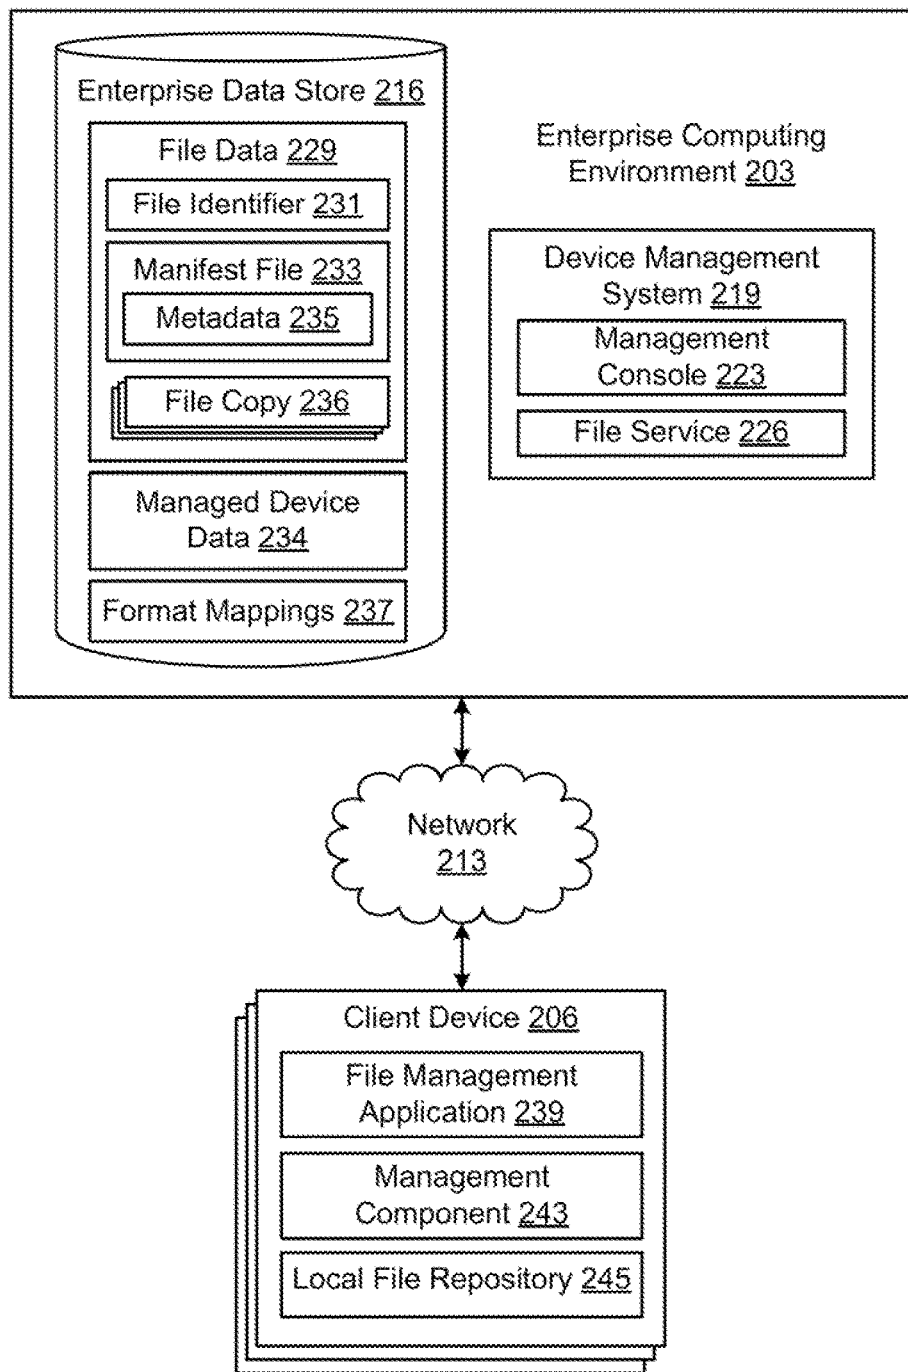 Enterprise Data Store 216
File Data 229
File Identifier 231
Manifest File 233
Metadata 235
File Copy 236
Managed Device
Data 234
Format Mappings 237
Enterprise Computing
Environment 203
Device Management
System 219
Management
Console 223
File Service 226
Network
213
Client Device 206
File Management
Application 239
Management
Component 243
Local File Repository 245